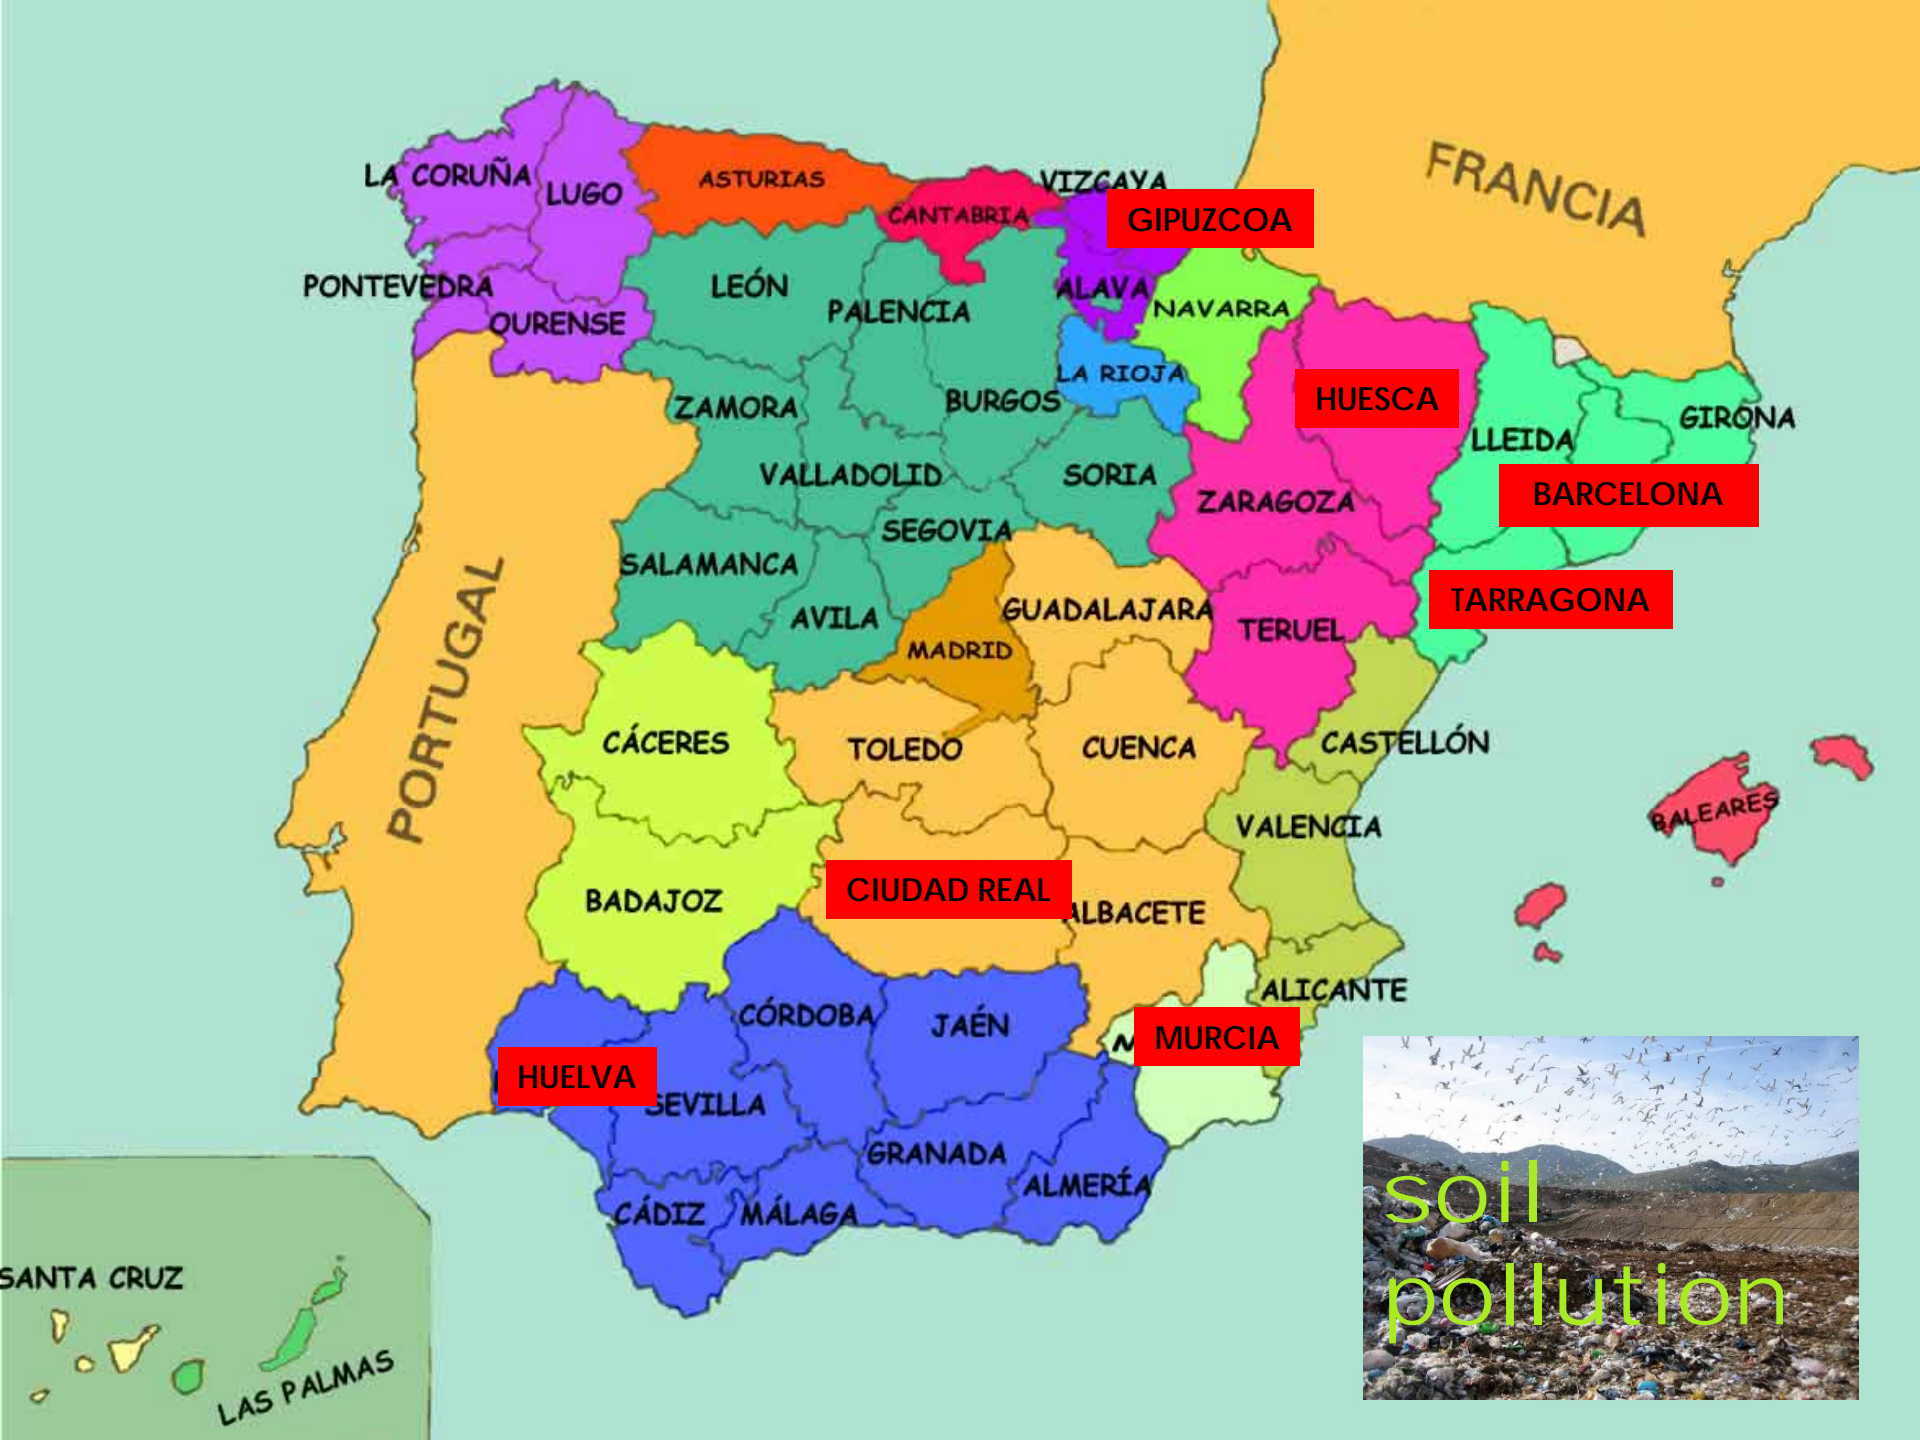 FRANCIA
LA CORUÑA
LUGO
ASTURIAS
CANTABRIA
VIZCAYA
GIPUZCOA
PONTEVEDRA
OURENSE
LEÓN
PALENCIA
ALAVA
NAVARRA
LA RIOJA
BURGOS
ZAMORA
HUESCA
LLEIDA
GIRONA
VALLADOLID
SORIA
ZARAGOZA
BARCELONA
SEGOVIA
SALAMANCA
AVILA
GUADALAJARA
TARRAGONA
MADRID
TERUEL
PORTUGAL
CÁCERES
TOLEDO
CUENCA
CASTELLÓN
BALEARES
VALENCIA
BADAJOZ
CIUDAD REAL
ALBACETE
ALICANTE
CÓRDOBA
JAÉN
MURCIA
HUELVA
SEVILLA
GRANADA
ALMERÍA
CÁDIZ
MÁLAGA
soil
pollution
SANTA CRUZ
LAS PALMAS